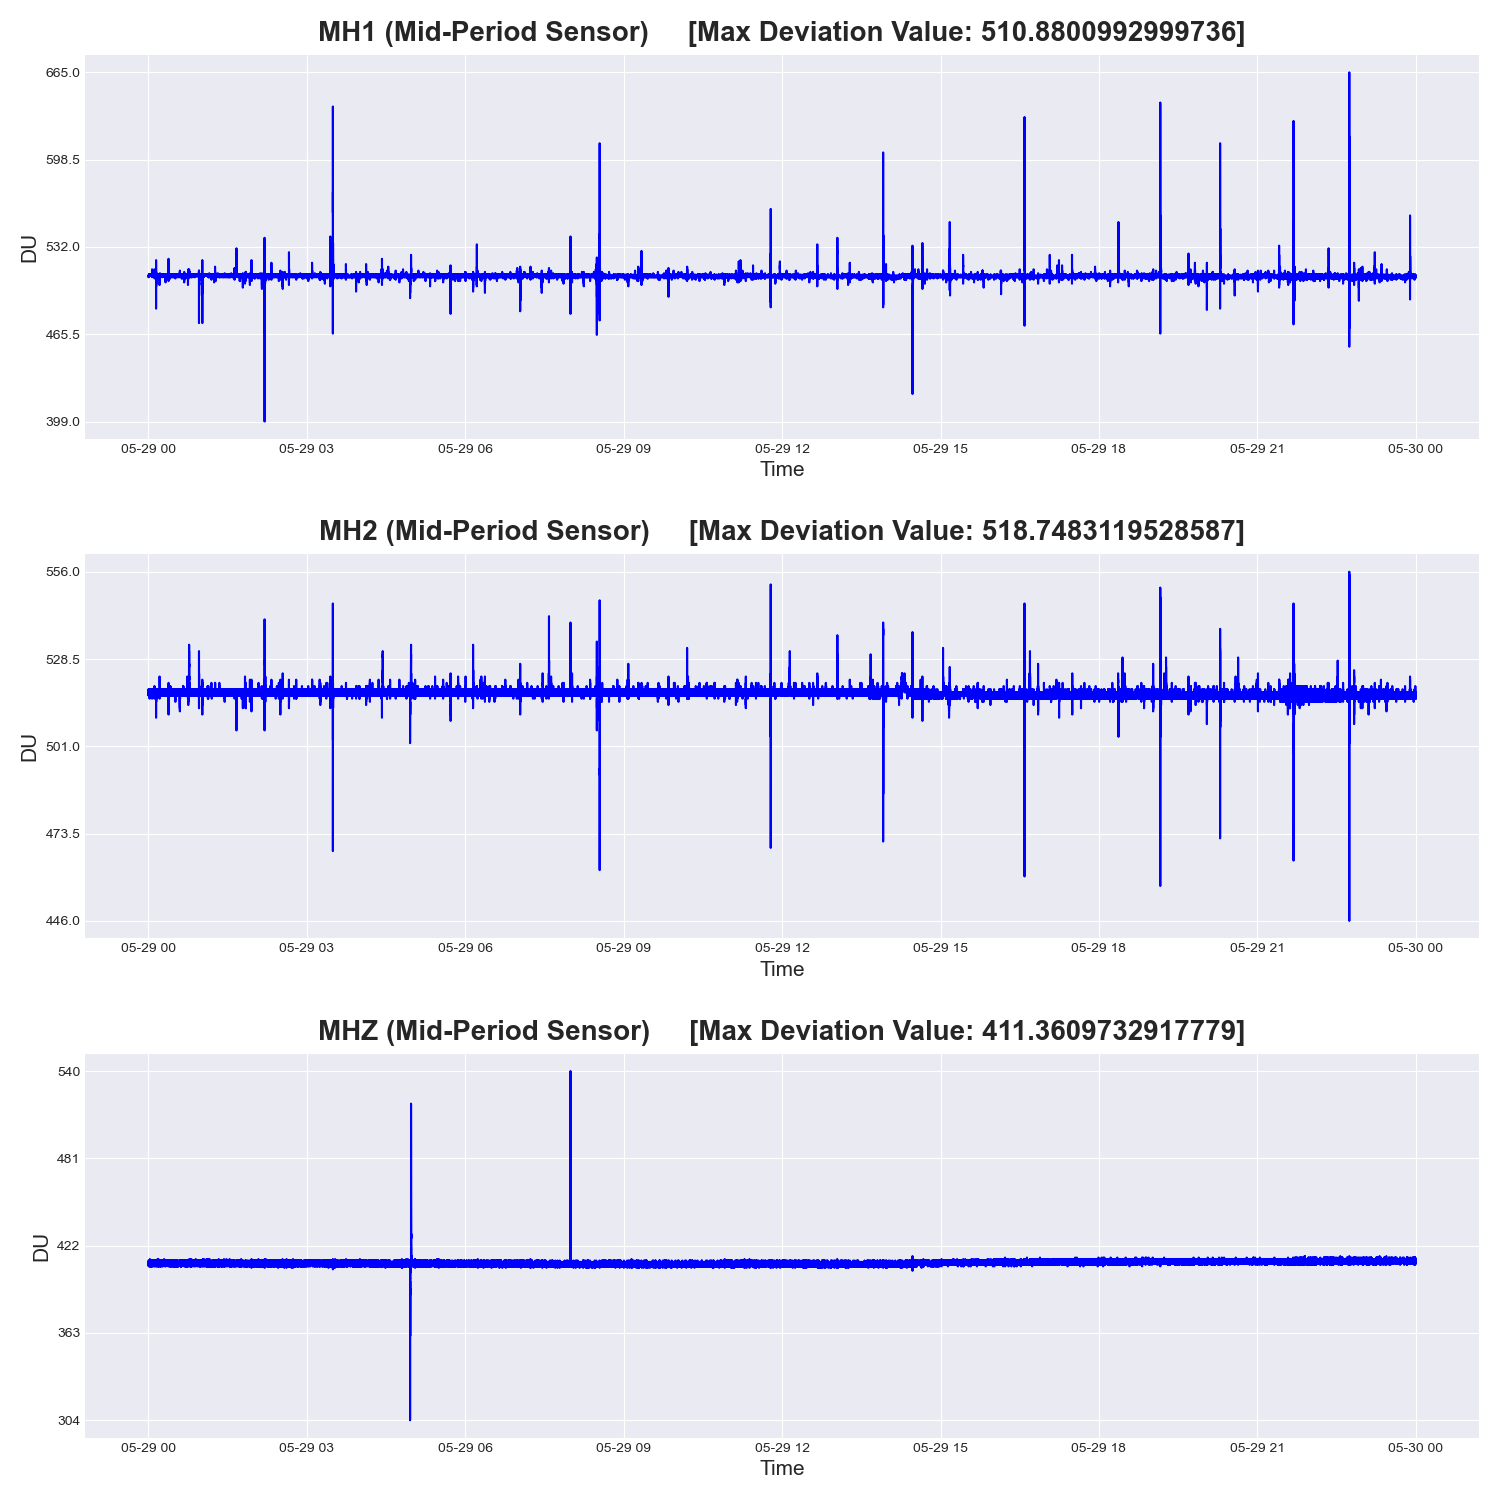 MH1 (Mid-Period Sensor) [Max Deviation Value: 510.8800992999736]
665.0
598.5
532.0
465.5
399.0
DU
05-29 00 05-29 03 05-29 06 05-29 09 05-29 12 05-29 15 05-29 18 05-29 21 05-30 00
Time
MH2 (Mid-Period Sensor) [Max Deviation Value: 518.7483119528587]
556.0
528.5
501.0
473.5
446.0
DU
05-29 00 05-29 03 05-29 06 05-29 09 05-29 12 05-29 15 05-29 18 05-29 21 05-30 00
Time
MHZ (Mid-Period Sensor) [Max Deviation Value: 411.3609732917779]
540
481
422
363
304
DU
05-29 00 05-29 03 05-29 06 05-29 09 05-29 12 05-29 15 05-29 18 05-29 21 05-30 00
Time